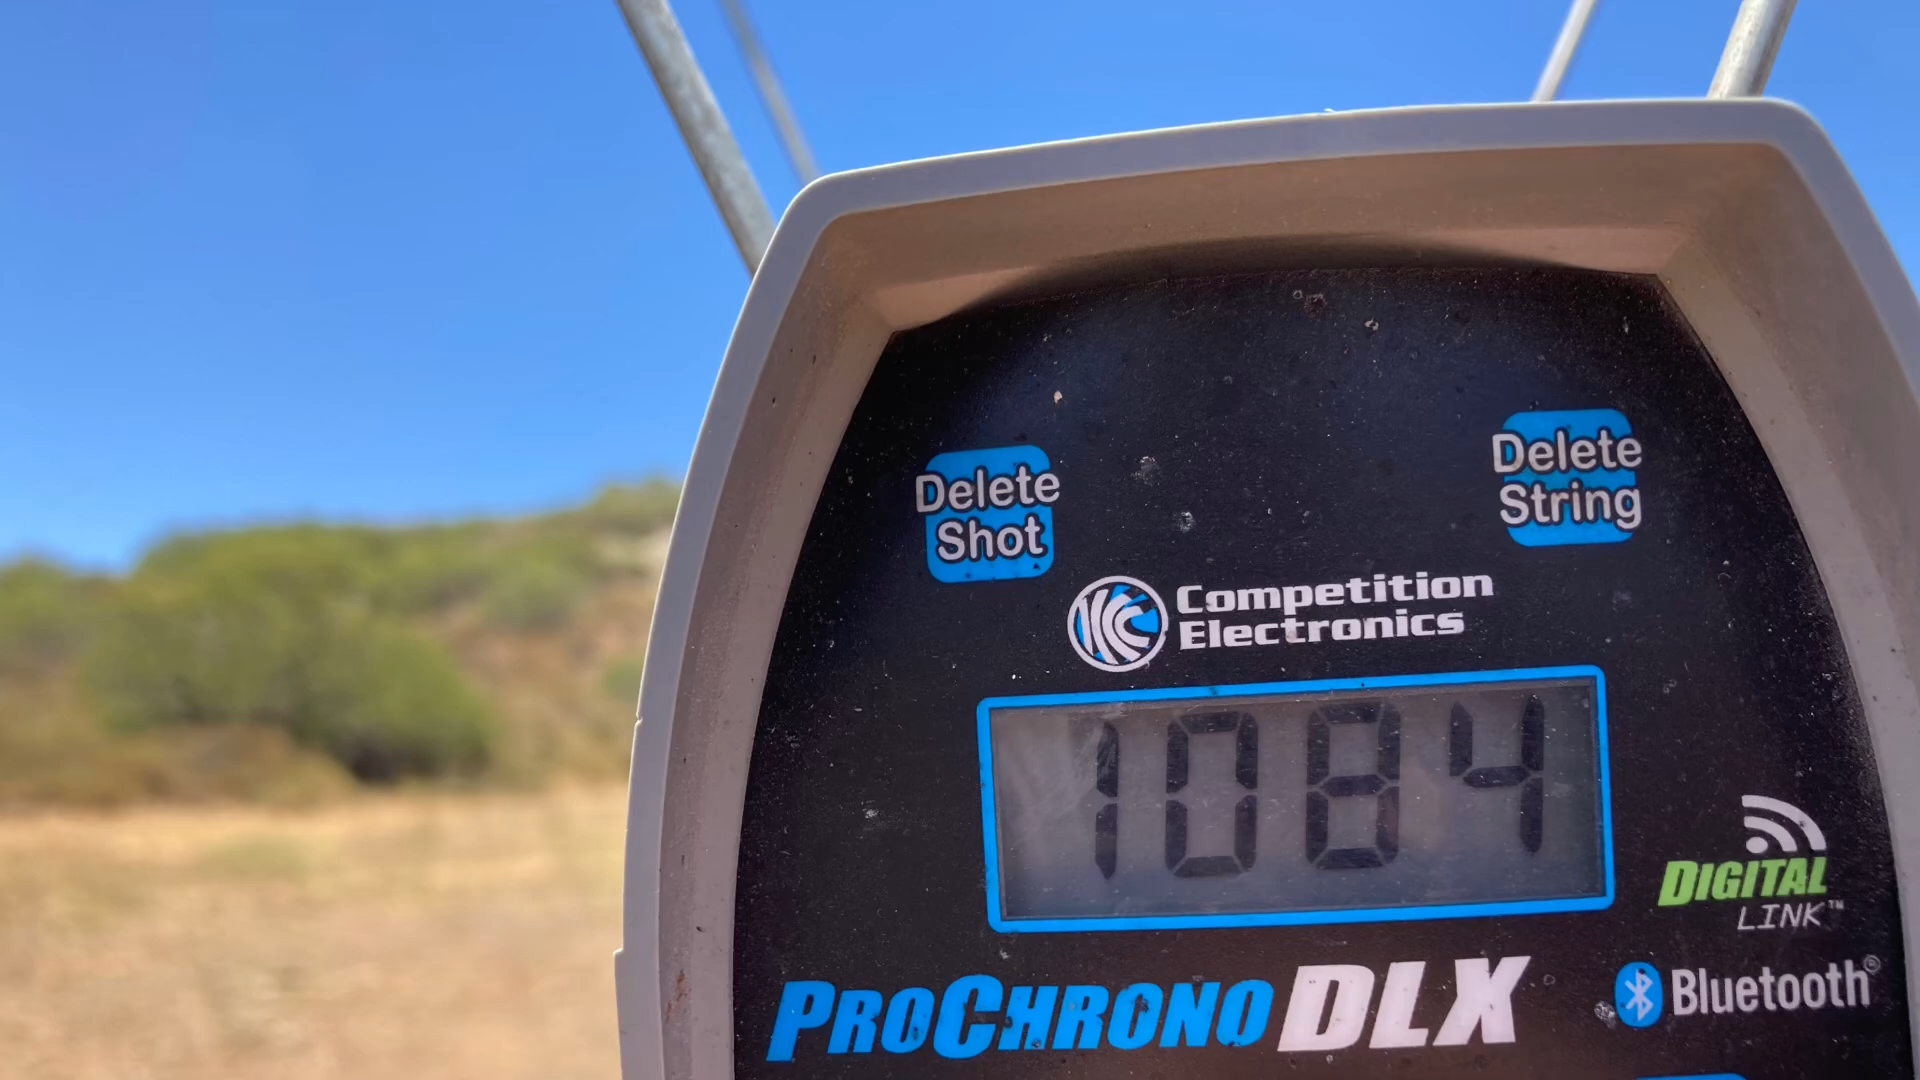 Delete
Shot
Delete
String
Competition
Electronics
1084
DIGITAL
LINK™
PROCHRONO DLX
Bluetooth®